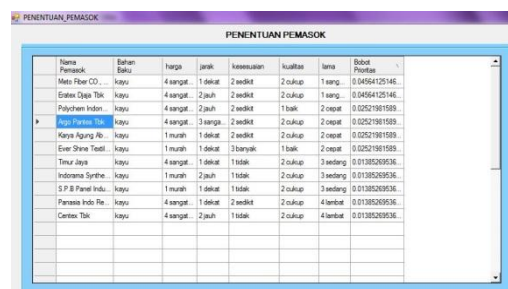 PENENTUAN_PEMASOK
PENENTUAN PEMASOK
Nama Pemasok Bahan Baku harga jarak kesesuaian kualitas lama Bobot Prioritas
Mets Fiber CO., ... kayu 4 sangat... 1 dekat 2 sedikit 2 cukup 1 sang... 0.04564125146...
Eratex Djaja Tbk kayu 4 sangat... 2 jauh 2 sedikit 2 cukup 1 sang... 0.04564125146...
Polychem Indon... kayu 4 sangat... 2 jauh 2 sedikit 1 baik 2 cepat 0.02521981589...
Argo Pantes Tbk kayu 4 sangat... 3 sanga... 2 sedikit 2 cukup 2 cepat 0.02521981589...
Karya Agung Ab... kayu 1 murah 1 dekat 2 sedikit 2 cukup 2 cepat 0.02521981589...
Ever Shine Textil... kayu 1 murah 1 dekat 3 banyak 1 baik 2 cepat 0.02521981589...
Timur Jaya kayu 4 sangat... 1 dekat 1 tidak 2 cukup 3 sedang 0.01385269536...
Indorama Synthe... kayu 1 murah 2 jauh 1 tidak 2 cukup 3 sedang 0.01385269536...
S.P.B Panel Indu... kayu 1 murah 1 dekat 1 tidak 2 cukup 3 sedang 0.01385269536...
Panasia Indo Re... kayu 4 sangat... 1 dekat 2 sedikit 2 cukup 4 lambat 0.01385269536...
Centex Tbk kayu 4 sangat... 2 jauh 1 tidak 2 cukup 4 lambat 0.01385269536...